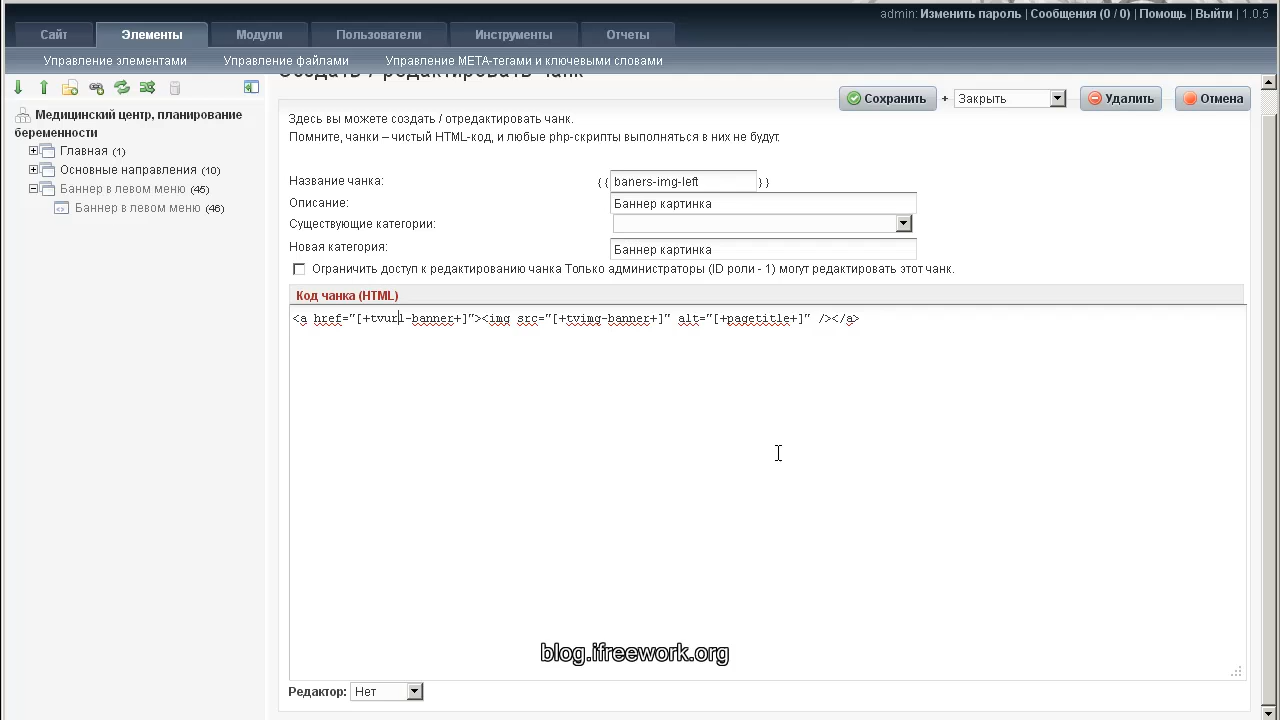 admin: Изменить пароль | Сообщения (0 / 0) | Помощь | Выйти | 1.0.5
Сайт Элементы Модули Пользователи Инструменты Отчеты
Управление элементами Управление файлами Управление META-тегами и ключевыми словами
Создать / редактировать чанк
Сохранить + Закрыть Удалить Отмена
Медицинский центр, планирование
беременности
Главная (1)
Основные направления (10)
Баннер в левом меню (45)
Баннер в левом меню (46)
Здесь вы можете создать / отредактировать чанк.
Помните, чанки – чистый HTML-код, и любые php-скрипты выполняться в них не будут.
Название чанка: {{ baners-img-left }}
Описание: Баннер картинка
Существующие категории:
Новая категория: Баннер картинка
Ограничить доступ к редактированию чанка Только администраторы (ID роли - 1) могут редактировать этот чанк.
Код чанка (HTML)
<a href="[+tvurl-banner+]"><img src="[+tvimg-banner+]" alt="[+pagetitle+]" /></a>
blog.ifreework.org
Редактор: Нет